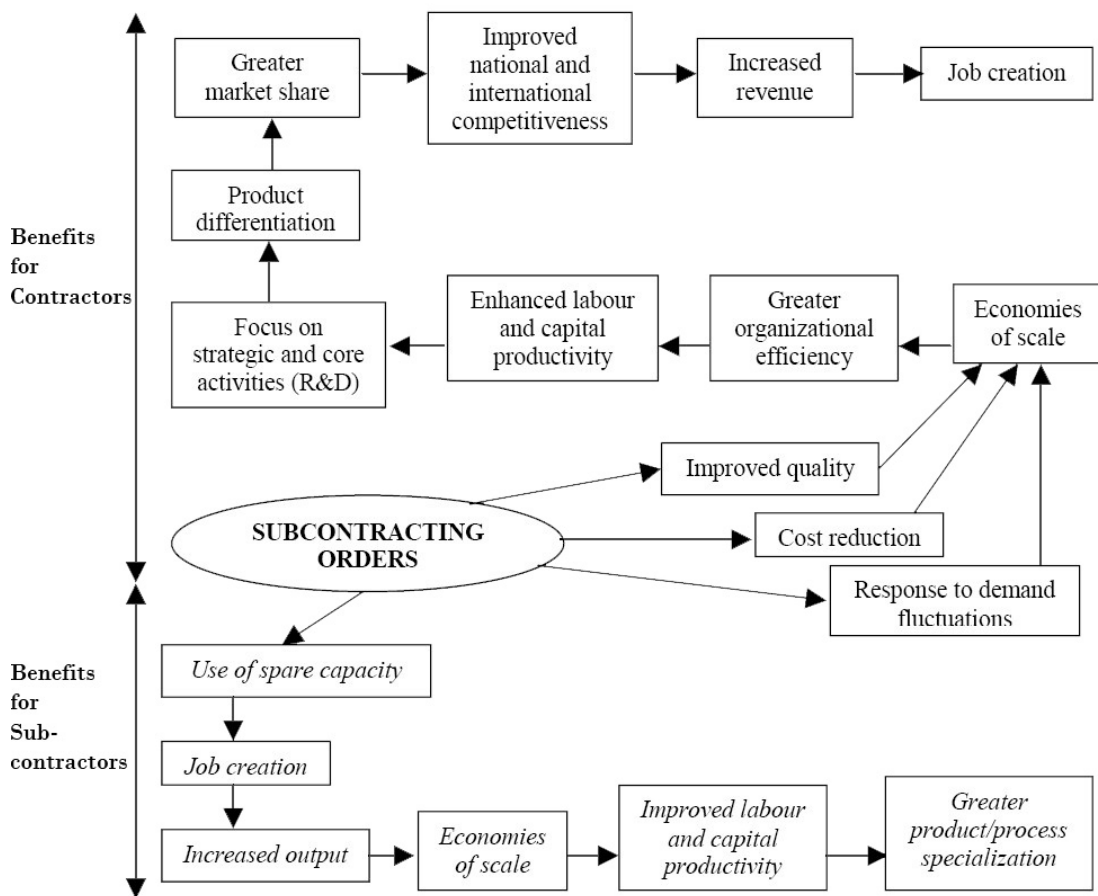 Greater
market share
Improved
national and
international
competitiveness
Increased
revenue
Job creation
Product
differentiation
Benefits
for
Contractors
Focus on
strategic and core
activities (R&D)
Enhanced labour
and capital
productivity
Greater
organizational
efficiency
Economies
of scale
Improved quality
SUBCONTRACTING
ORDERS
Cost reduction
Response to demand
fluctuations
Benefits
for
Sub-
contractors
Use of spare capacity
Job creation
Increased output
Economies
of scale
Improved labour
and capital
productivity
Greater
product/process
specialization